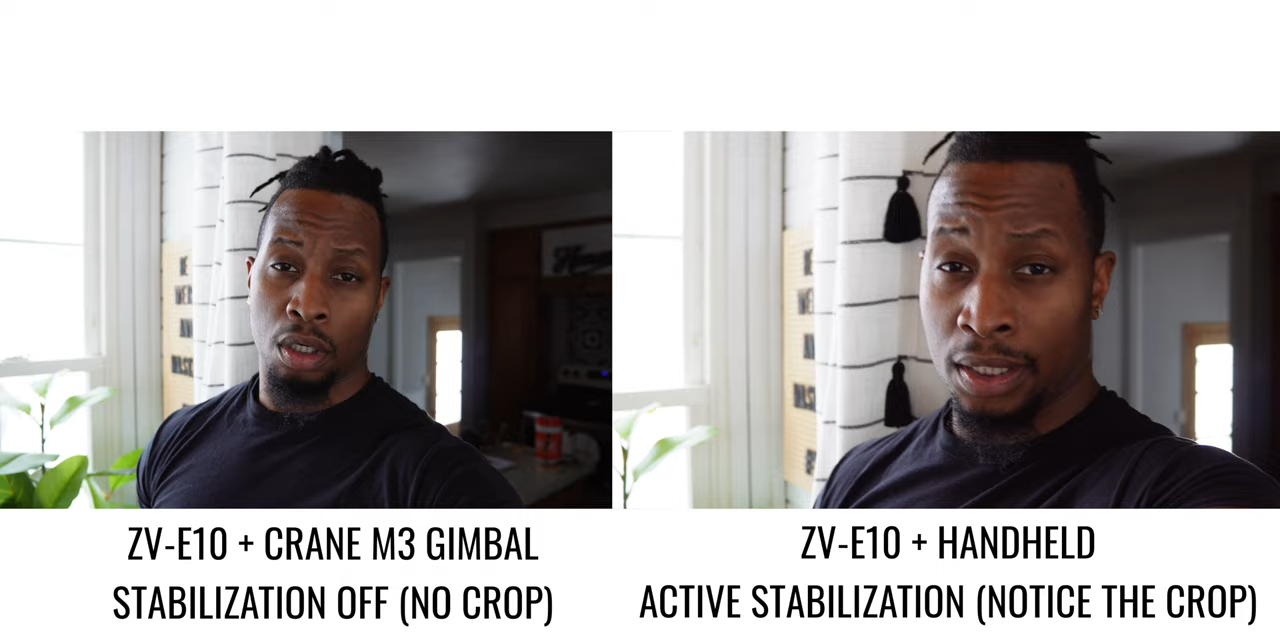 ZV-E10 + CRANE M3 GIMBAL
STABILIZATION OFF (NO CROP)
ZV-E10 + HANDHELD
ACTIVE STABILIZATION (NOTICE THE CROP)